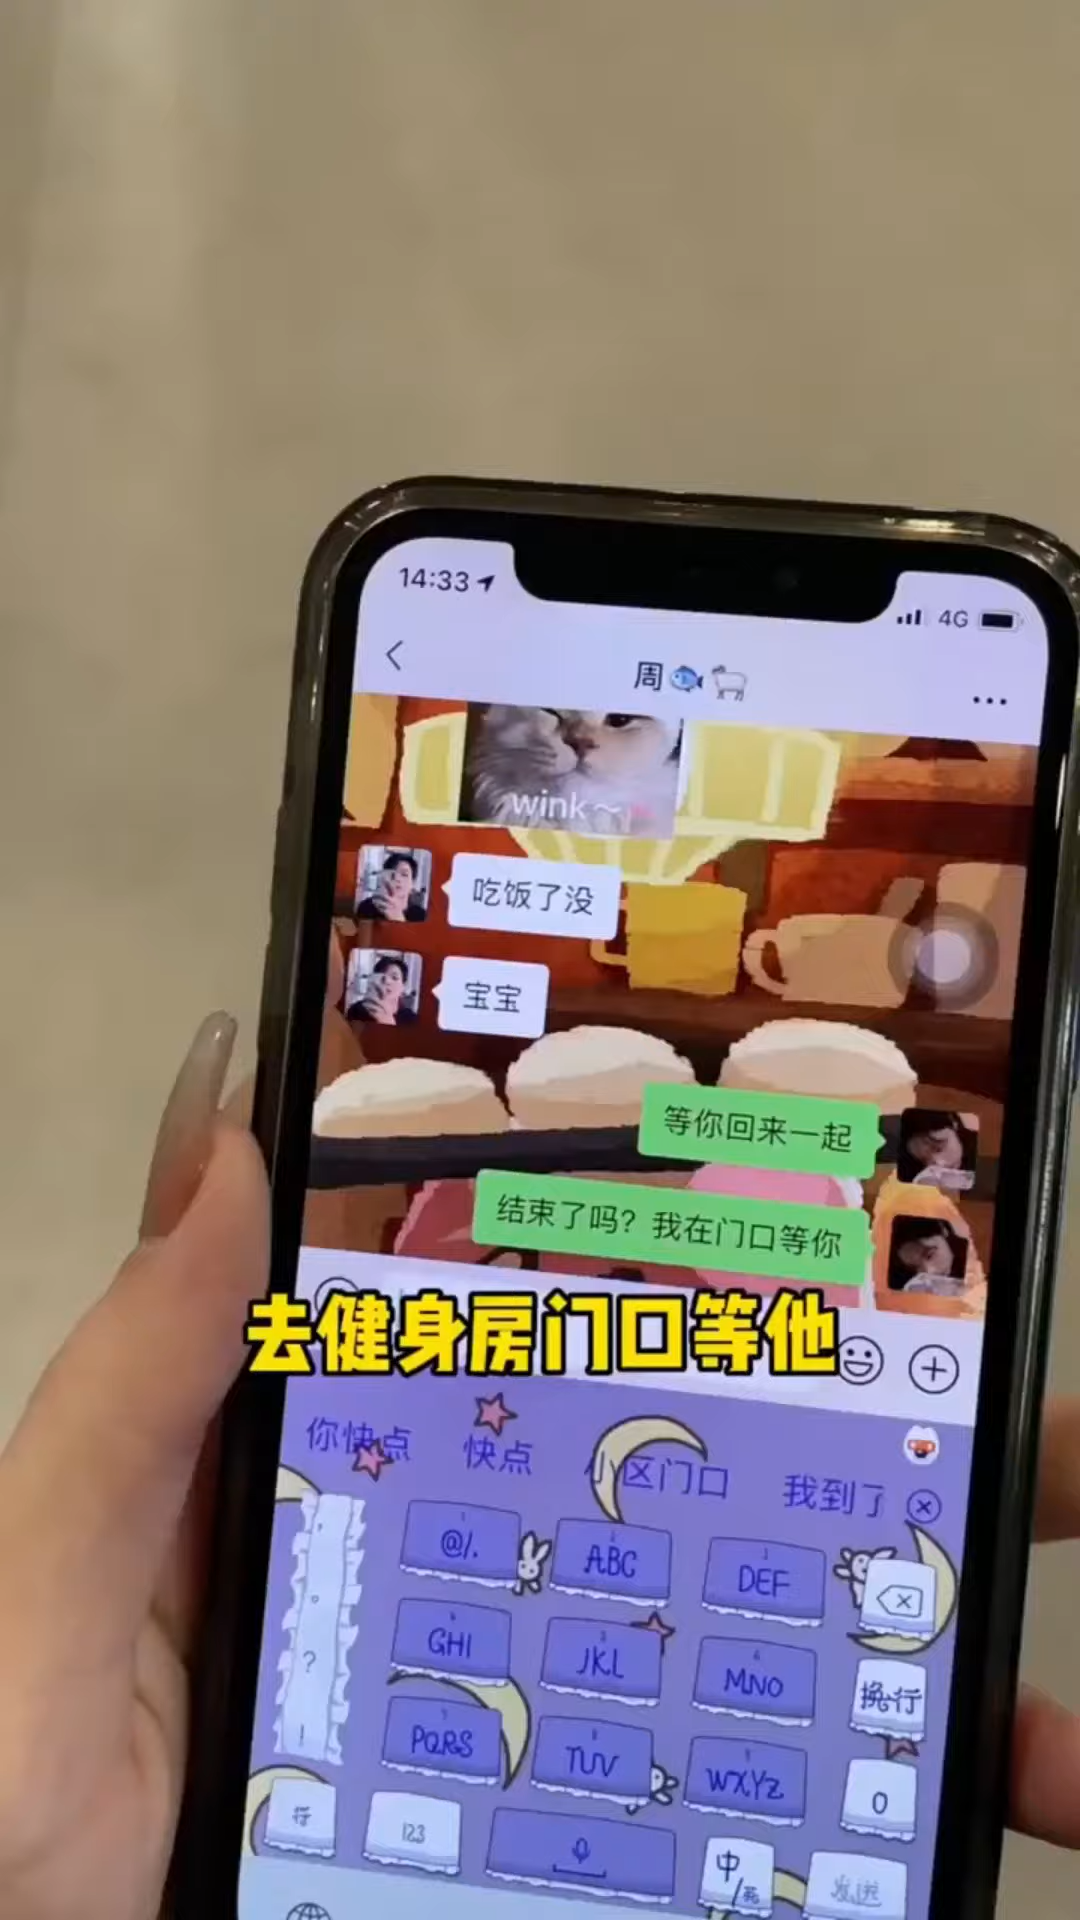 14:33
4G
周🐟🐑
wink～
吃饭了没
宝宝
等你回来一起
结束了吗？我在门口等你
去健身房门口等他
你快点 快点 小区门口 我到了
@/. ABC DEF
GHI JKL MNO 换行
?
PQRS TUV WXYZ 0
!
符 123 中/英 发送